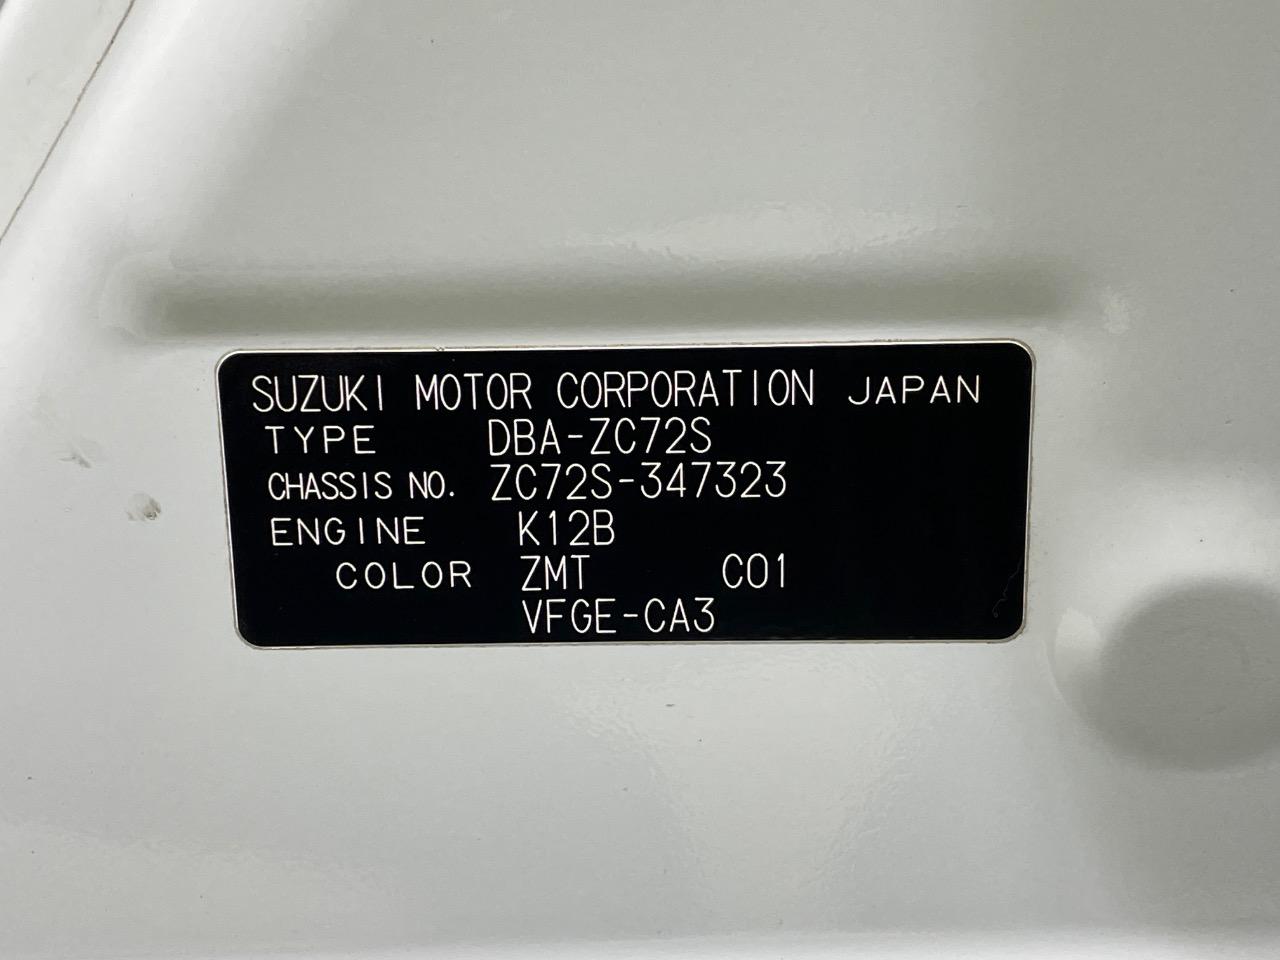 SUZUKI MOTOR CORPORATION JAPAN
TYPE DBA-ZC72S
CHASSIS NO. ZC72S-347323
ENGINE K12B
COLOR ZMT C01
VFGE-CA3